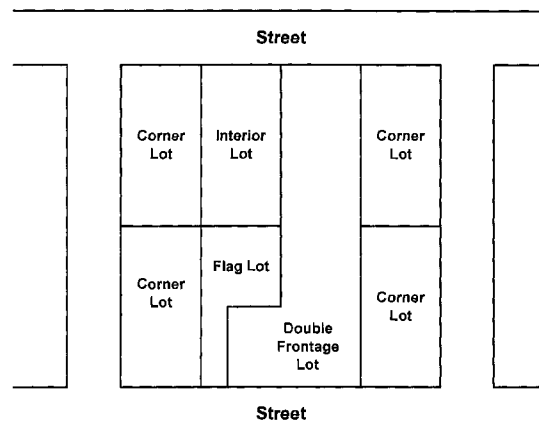 Street
Corner
Lot
Interior
Lot
Corner
Lot
Corner
Lot
Flag Lot
Corner
Lot
Double
Frontage
Lot
Street